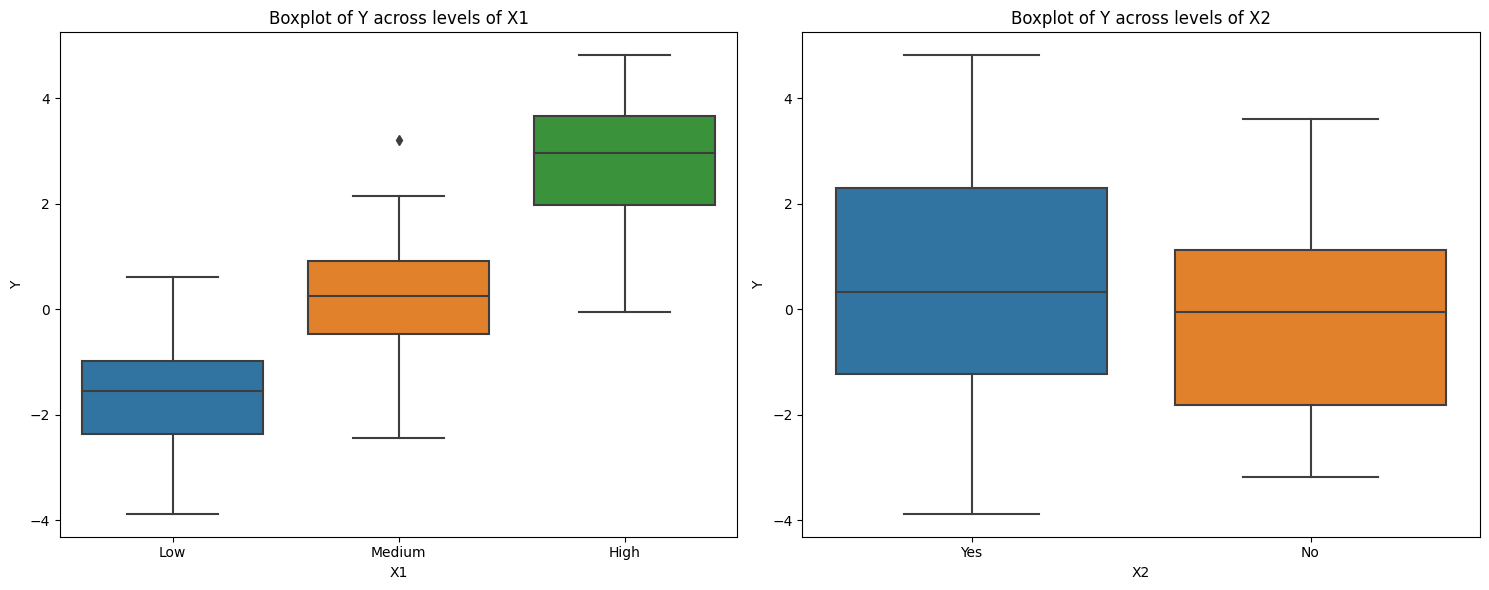 Boxplot of Y across levels of X1
Y
4
2
0
−2
−4
Low Medium High
X1
Boxplot of Y across levels of X2
Y
4
2
0
−2
−4
Yes No
X2